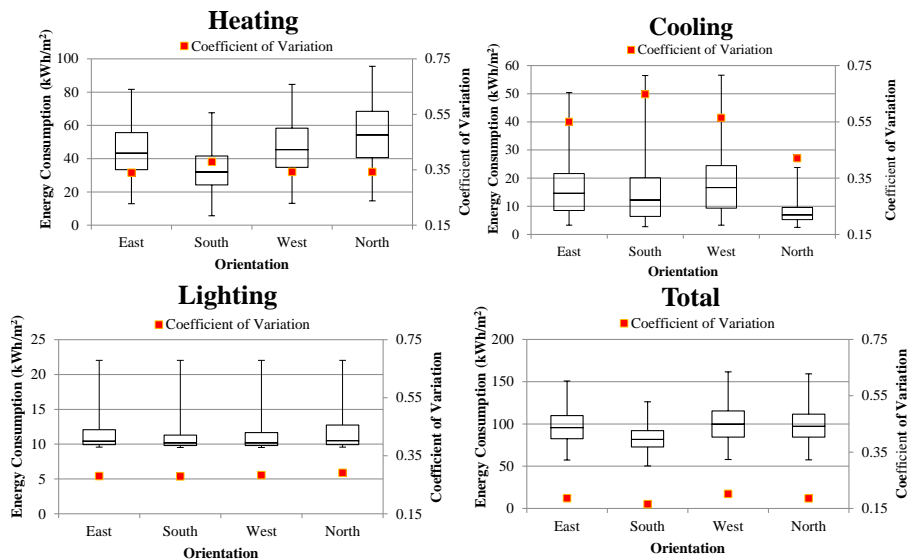 Heating
Coefficient of Variation
Energy Consumption (kWh/m²)
100
80
60
40
20
0
0.75
0.55
0.35
0.15
Coefficient of Variation
East South West North
Orientation
Cooling
Coefficient of Variation
Energy Consumption (kWh/m²)
60
50
40
30
20
10
0
0.75
0.55
0.35
0.15
Coefficient of Variation
East South West North
Orientation
Lighting
Coefficient of Variation
Energy Consumption (kWh/m²)
25
20
15
10
5
0
0.75
0.55
0.35
0.15
Coefficient of Variation
East South West North
Orientation
Total
Coefficient of Variation
Energy Consumption (kWh/m²)
200
150
100
50
0
0.75
0.55
0.35
0.15
Coefficient of Variation
East South West North
Orientation